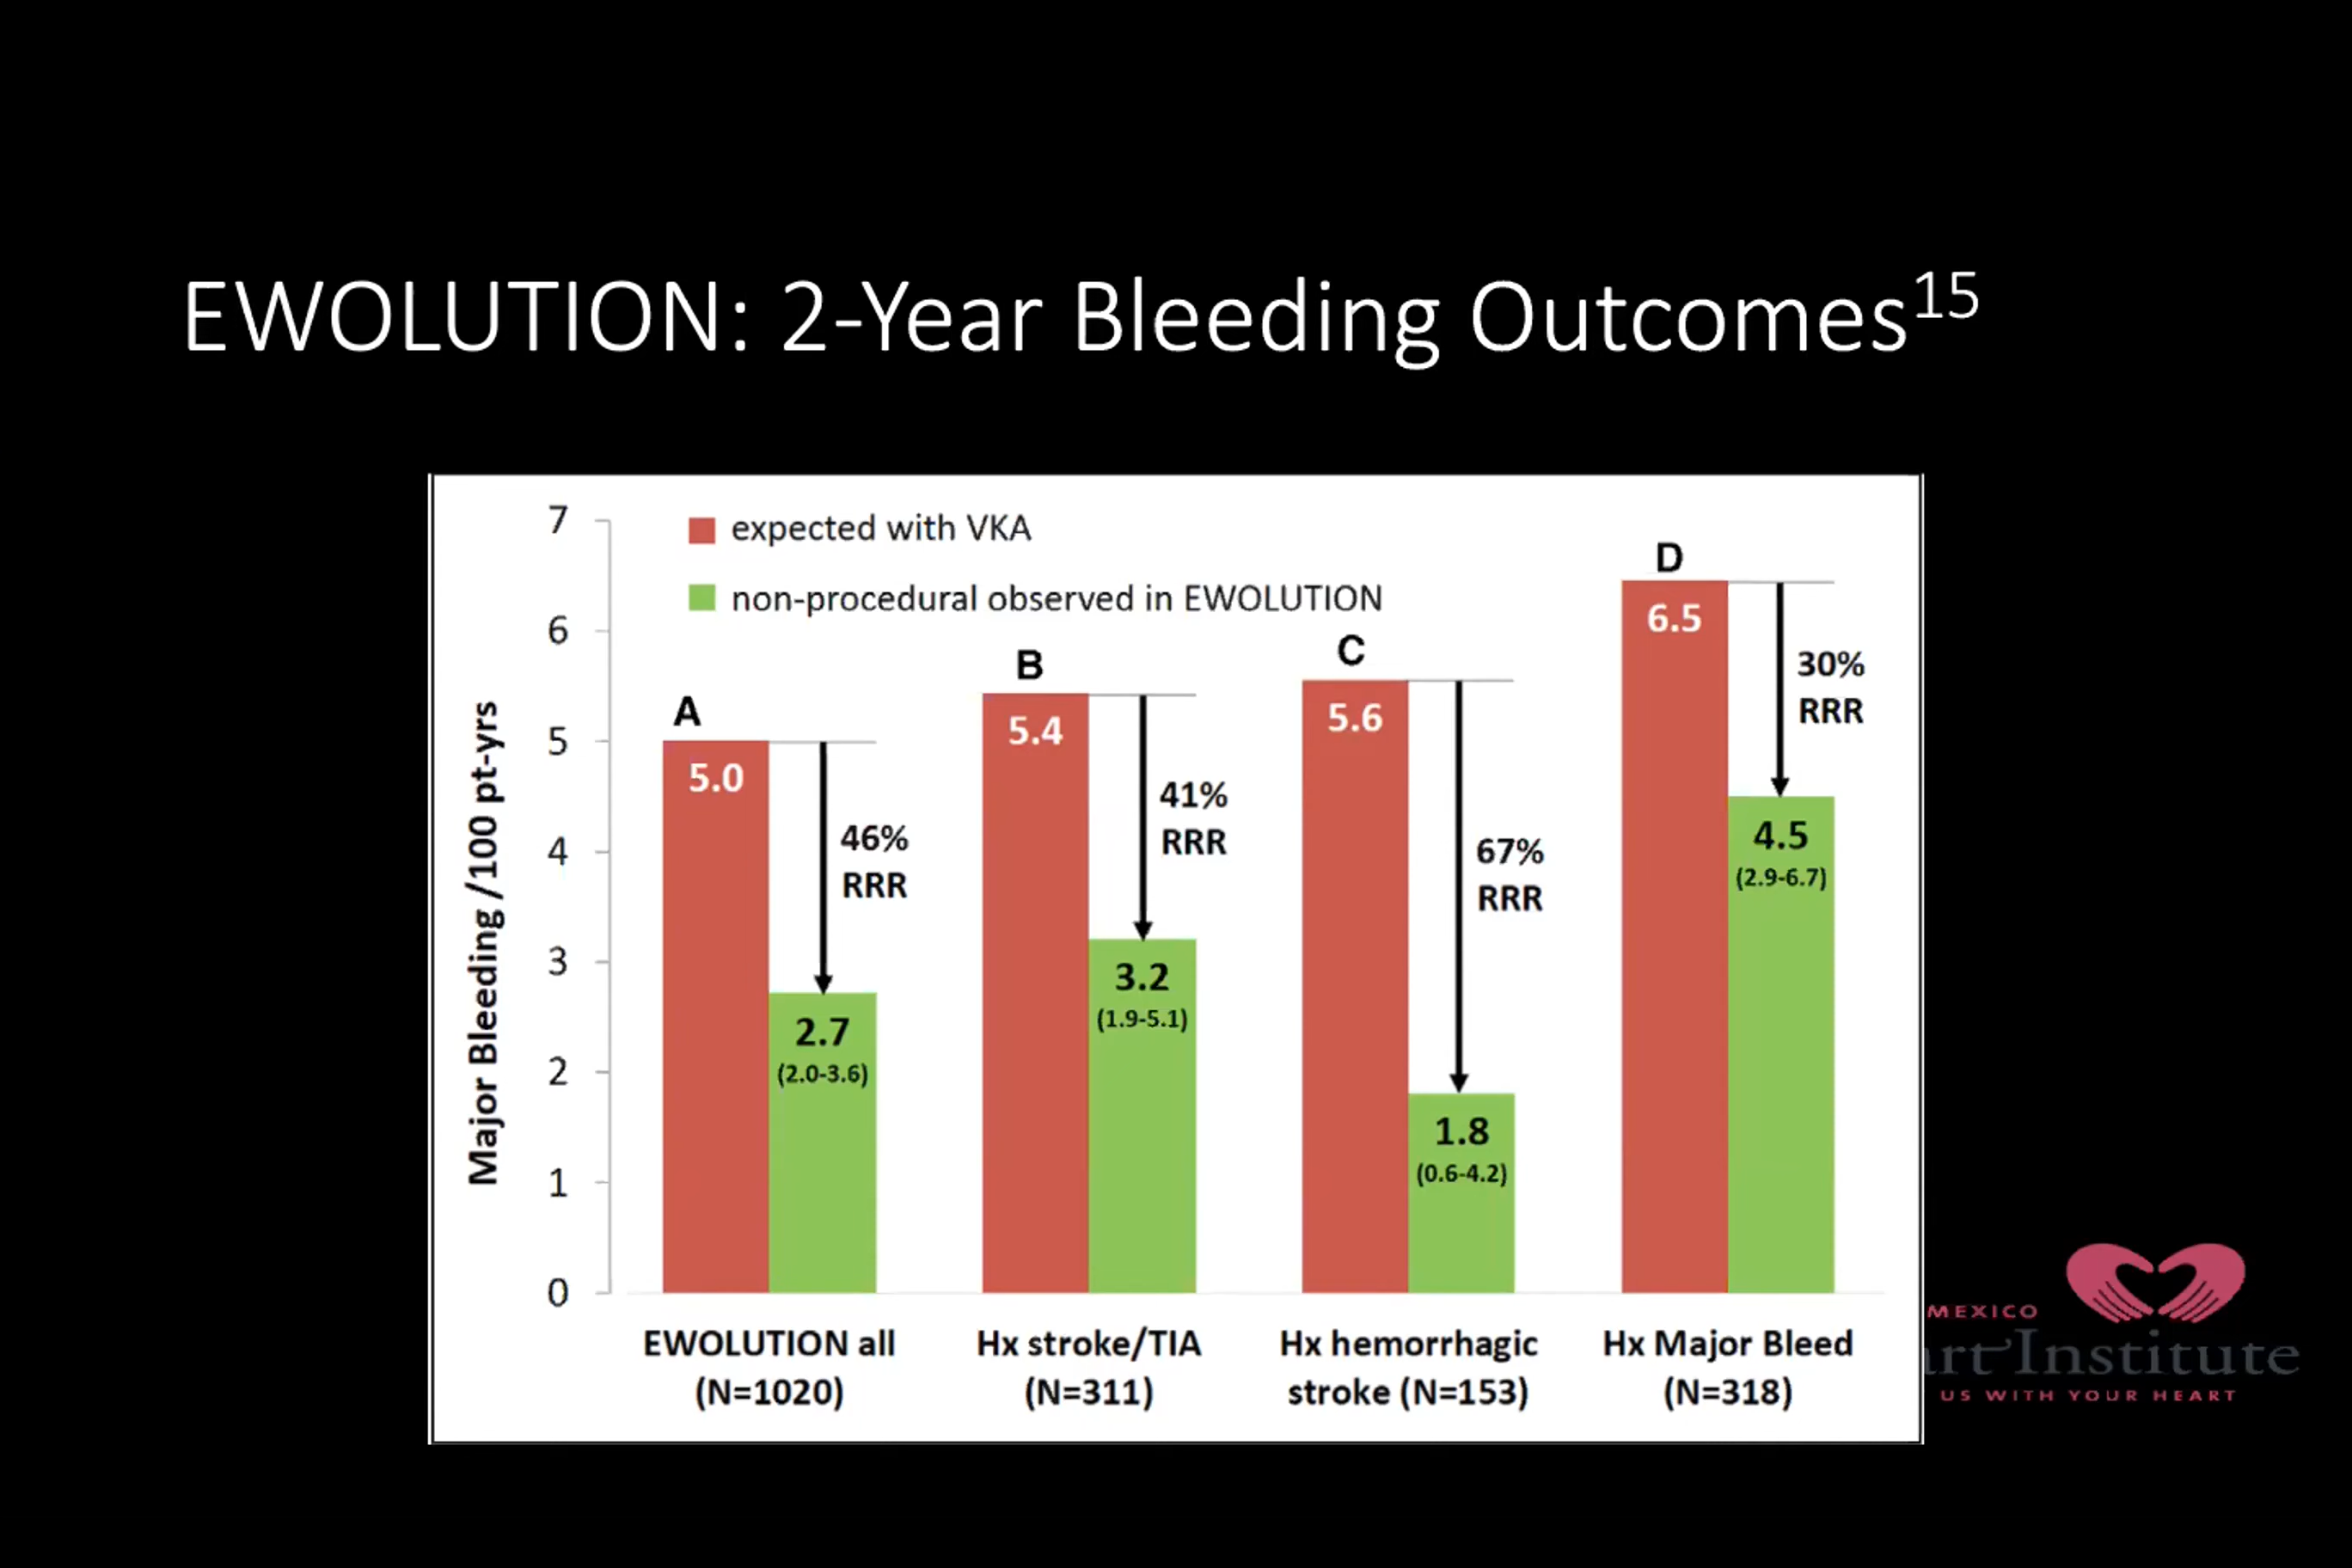 EWOLUTION: 2-Year Bleeding Outcomes15
expected with VKA
non-procedural observed in EWOLUTION
Major Bleeding /100 pt-yrs
7
6
5
4
3
2
1
0
A
5.0
46%
RRR
2.7
(2.0-3.6)
B
5.4
41%
RRR
3.2
(1.9-5.1)
C
5.6
67%
RRR
1.8
(0.6-4.2)
D
6.5
30%
RRR
4.5
(2.9-6.7)
EWOLUTION all
(N=1020)
Hx stroke/TIA
(N=311)
Hx hemorrhagic
stroke (N=153)
Hx Major Bleed
(N=318)
MEXICO
Institute
US WITH YOUR HEART